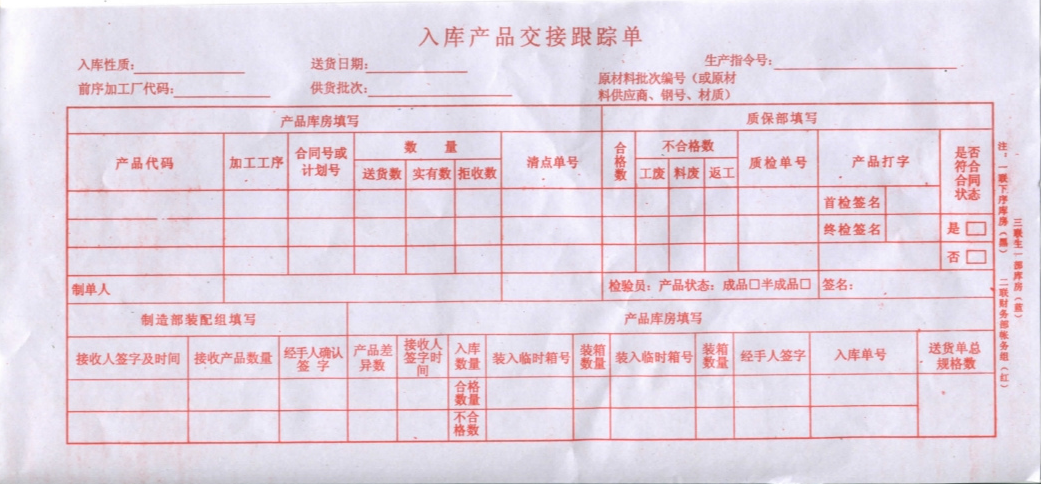 入库产品交接跟踪单
入库性质: 送货日期: 生产指令号:
前序加工厂代码: 供货批次: 原材料批次编号（或原材
料供应商、钢号、材质）
产品库房填写 质保部填写
产品代码 加工工序 合同号或计划号 数 量 清点单号 合格数 不合格数 质检单号 产品打字 是否符合合同状态
送货数 实有数 拒收数 工废 料废 返工
首检签名
终检签名 是 □
否 □
制单人 检验员: 产品状态: 成品□半成品□ 签名:
制造部装配组填写 产品库房填写
接收人签字及时间 接收产品数量 经手人确认签字 产品差异数 接收人签字时间 入库数量 装入临时箱号 装箱数量 装入临时箱号 装箱数量 经手人签字 入库单号 送货单总规格数
合格数量
不合格数
注: 一联下序库房（黑） 二联财务部帐务组（红）
三联生一部库房（蓝）